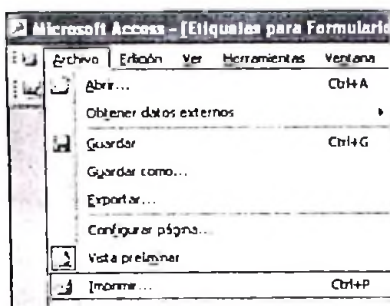 Microsoft Access - [Etiquetas para Formulario
Archivo Edición Ver Herramientas Ventana
Abrir... Ctrl+A
Obtener datos externos
Guardar Ctrl+G
Guardar como...
Exportar...
Configurar página...
Vista preliminar
Imprimir... Ctrl+P